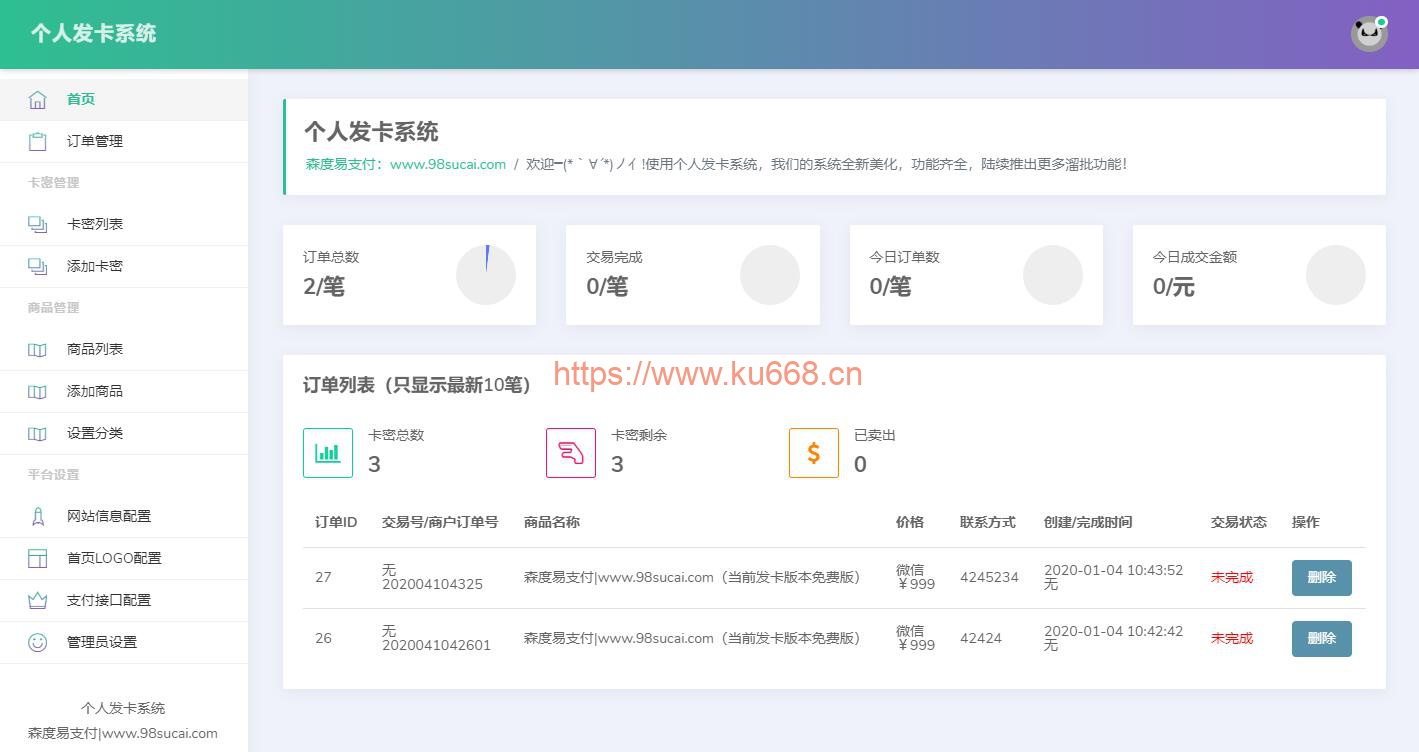 个人发卡系统
首页
订单管理
卡密管理
卡密列表
添加卡密
商品管理
商品列表
添加商品
设置分类
平台设置
网站信息配置
首页LOGO配置
支付接口配置
管理员设置
个人发卡系统
森度易支付|www.98sucai.com
个人发卡系统
森度易支付：www.98sucai.com / 欢迎━(*｀∀´*)ノ亻!使用个人发卡系统，我们的系统全新美化，功能齐全，陆续推出更多溜批功能！
订单总数
2/笔
交易完成
0/笔
今日订单数
0/笔
今日成交金额
0/元
订单列表（只显示最新10笔）
https://www.ku668.cn
卡密总数
3
卡密剩余
3
已卖出
0
订单ID 交易号/商户订单号 商品名称 价格 联系方式 创建/完成时间 交易状态 操作
27 无 202004104325 森度易支付|www.98sucai.com（当前发卡版本免费版） 微信 ￥999 4245234 2020-01-04 10:43:52 无 未完成 删除
26 无 2020041042601 森度易支付|www.98sucai.com（当前发卡版本免费版） 微信 ￥999 42424 2020-01-04 10:42:42 无 未完成 删除